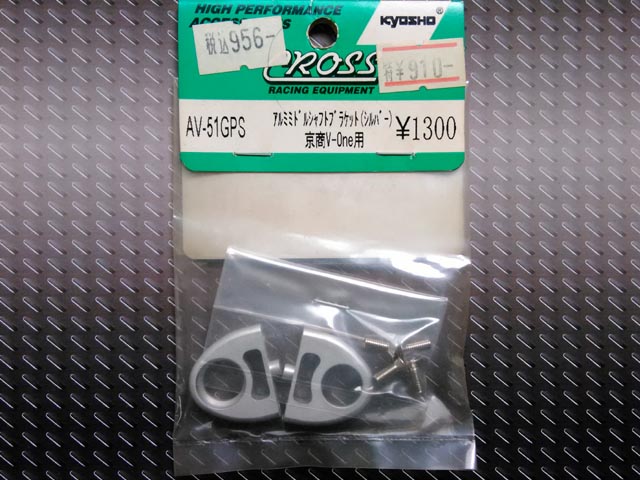 HIGH PERFORMANCE
ACCESSORIES
KYOSHO
税込956-
CROSS
RACING EQUIPMENT
¥910-
AV-51GPS
アルミミドルシャフトブラケット(シルバー)
京商V-One用
¥1300